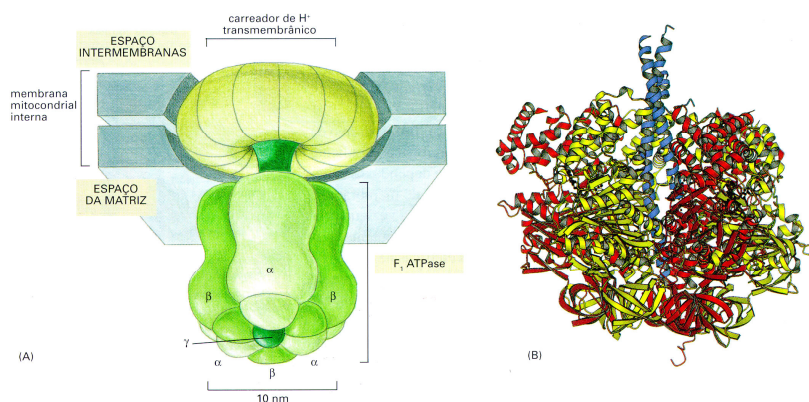 carreador de H⁺
transmembrânico
ESPAÇO
INTERMEMBRANAS
membrana
mitocondrial
interna
ESPAÇO
DA MATRIZ
α
F₁ ATPase
β
β
γ
α
β
α
10 nm
(A)
(B)